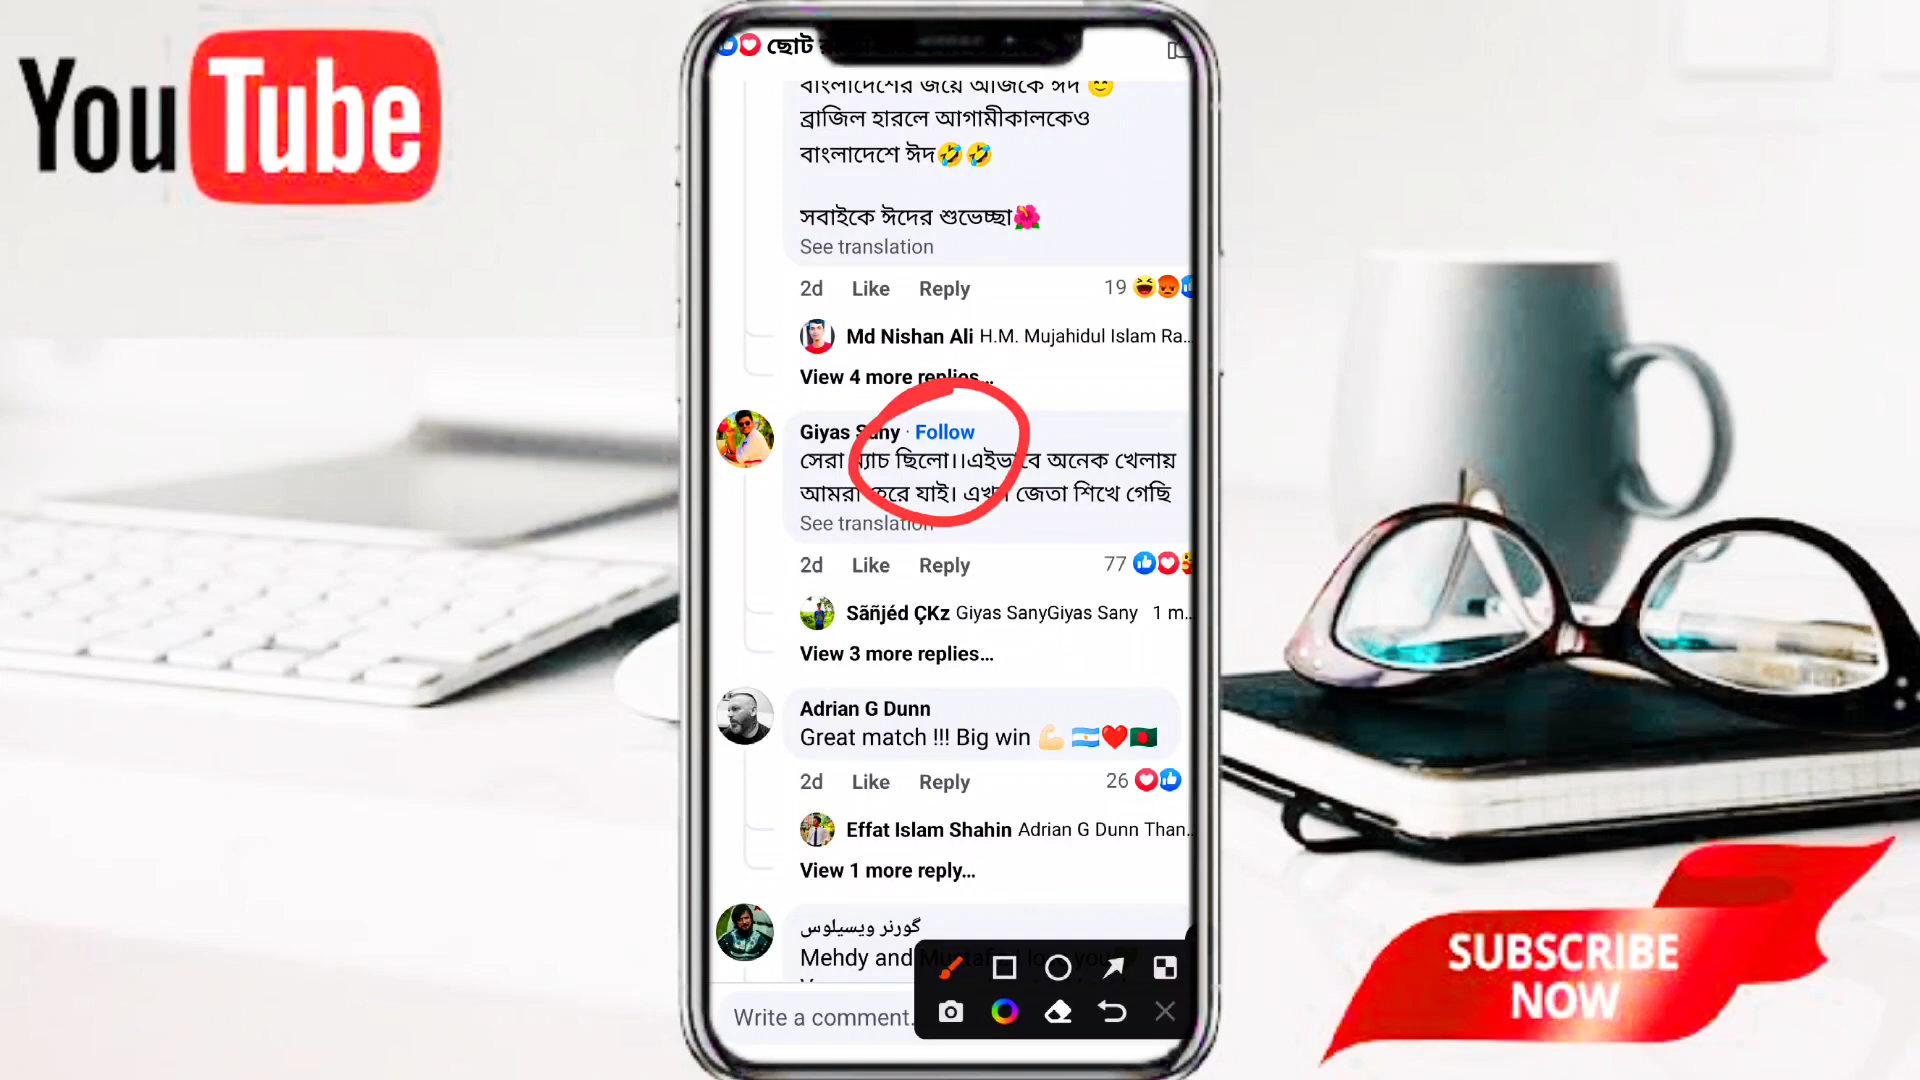 YouTube
ছোট
বাংলাদেশের জয়ে আজকে ঈদ 😊
ব্রাজিল হারলে আগামীকালকেও
বাংলাদেশে ঈদ🤣🤣
সবাইকে ঈদের শুভেচ্ছা🌺
See translation
2d Like Reply 19
Md Nishan Ali H.M. Mujahidul Islam Ra...
View 4 more replies...
Giyas Sany · Follow
সেরা ম্যাচ ছিলো।।এইভাবে অনেক খেলায়
আমরা হেরে যাই। এখন জেতা শিখে গেছি
See translation
2d Like Reply 77
Sãñjéd ÇKz Giyas SanyGiyas Sany 1 m...
View 3 more replies...
Adrian G Dunn
Great match !!! Big win 💪🏻 🇦🇷❤️🇧🇩
2d Like Reply 26
Effat Islam Shahin Adrian G Dunn Than...
View 1 more reply...
گورنر ویسیلوس
Mehdy and
Write a comment.
SUBSCRIBE
NOW